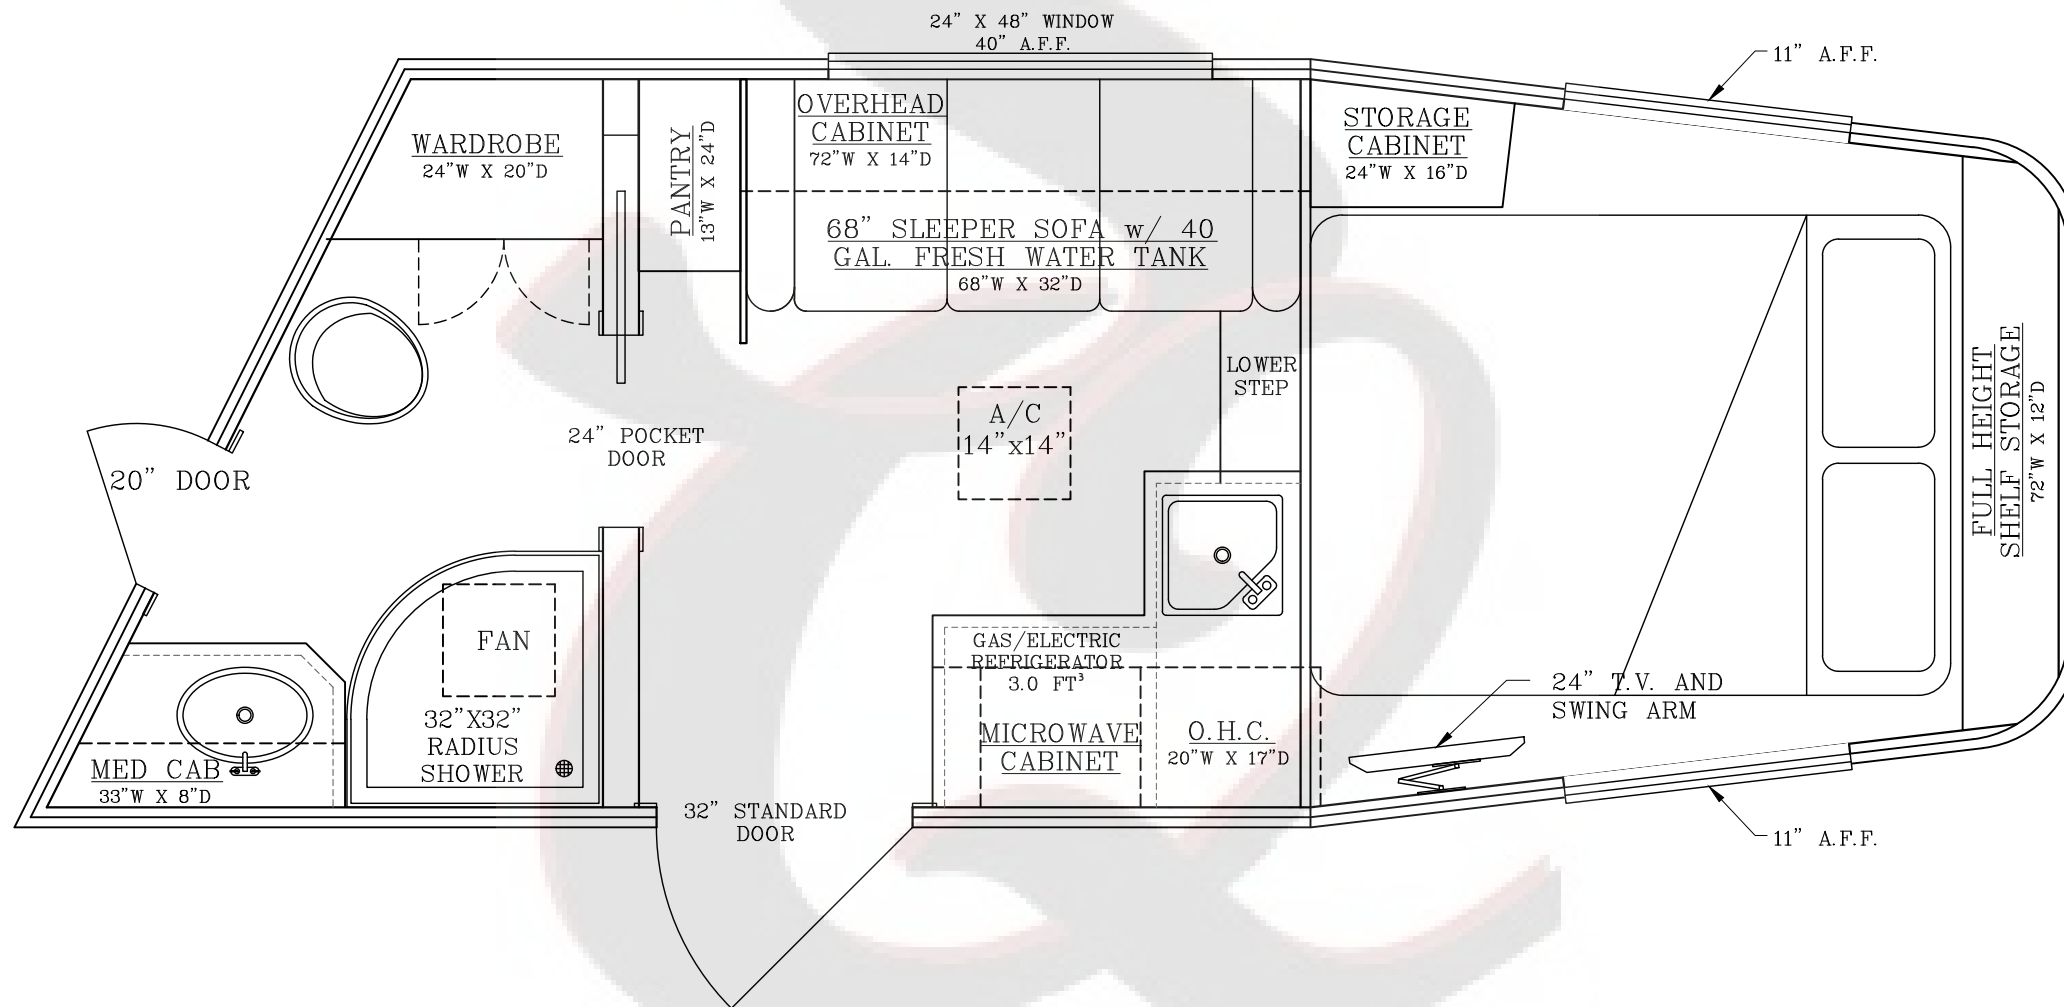 24" X 48" WINDOW
40" A.F.F.
11" A.F.F.
WARDROBE
24"W X 20"D
PANTRY
13"W X 24"D
OVERHEAD
CABINET
72"W X 14"D
STORAGE
CABINET
24"W X 16"D
68" SLEEPER SOFA w/ 40
GAL. FRESH WATER TANK
68"W X 32"D
LOWER
STEP
A/C
14"x14"
24" POCKET
DOOR
20" DOOR
FULL HEIGHT
SHELF STORAGE
72"W X 12"D
FAN
32"X32"
RADIUS
SHOWER
MED CAB
33"W X 8"D
GAS/ELECTRIC
REFRIGERATOR
3.0 FT³
MICROWAVE
CABINET
O.H.C.
20"W X 17"D
24" T.V. AND
SWING ARM
32" STANDARD
DOOR
11" A.F.F.